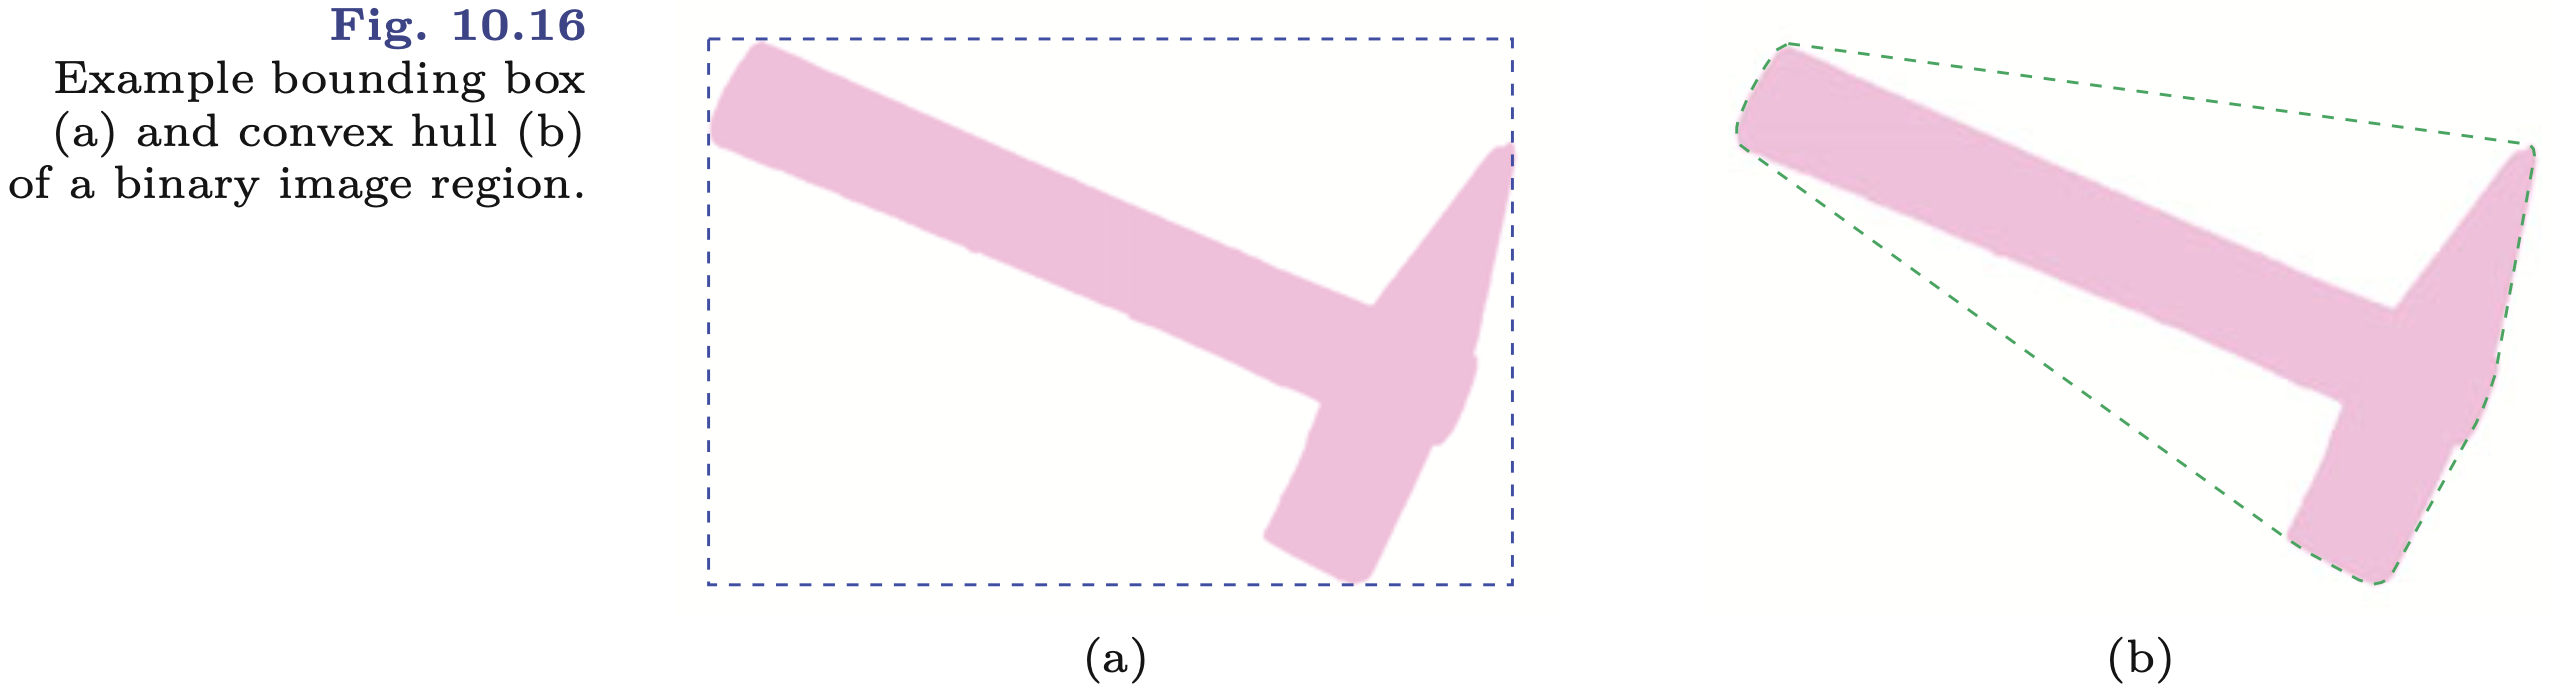 Fig. 10.16
Example bounding box
(a) and convex hull (b)
of a binary image region.
(a)
(b)